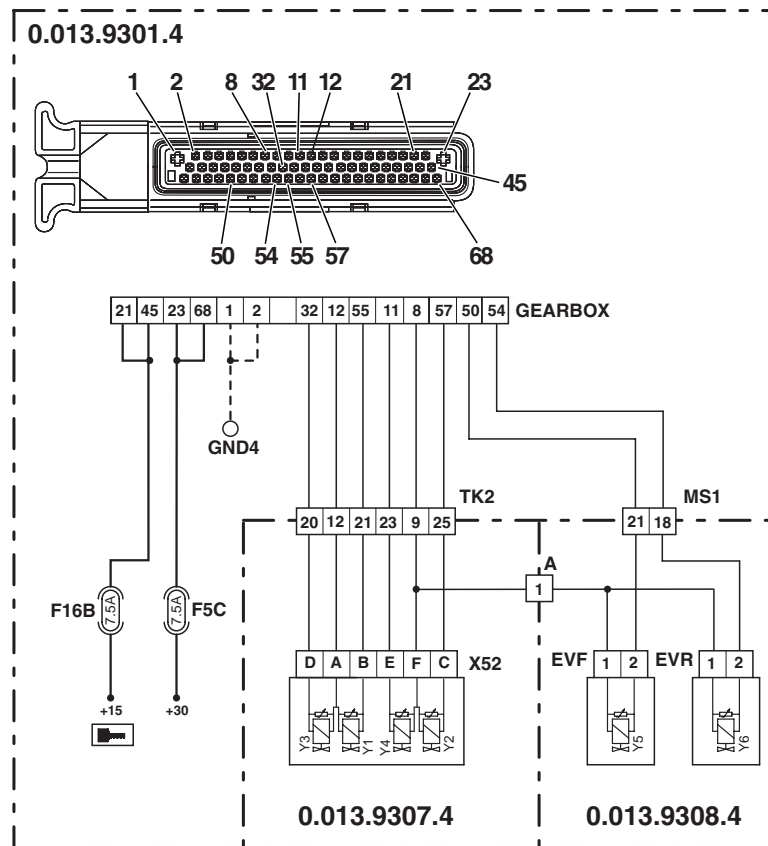 0.013.9301.4
1 2 8 32 11 12 21 23
45
50 54 55 57 68
21 45 23 68 1 2 32 12 55 11 8 57 50 54 GEARBOX
GND4
TK2 MS1
20 12 21 23 9 25 21 18
A
1
F16B 7.5A 7.5A F5C
D A B E F C X52 EVF 1 2 EVR 1 2
+15 +30
Y3 Y1 Y4 Y2 Y5 Y6
0.013.9307.4 0.013.9308.4